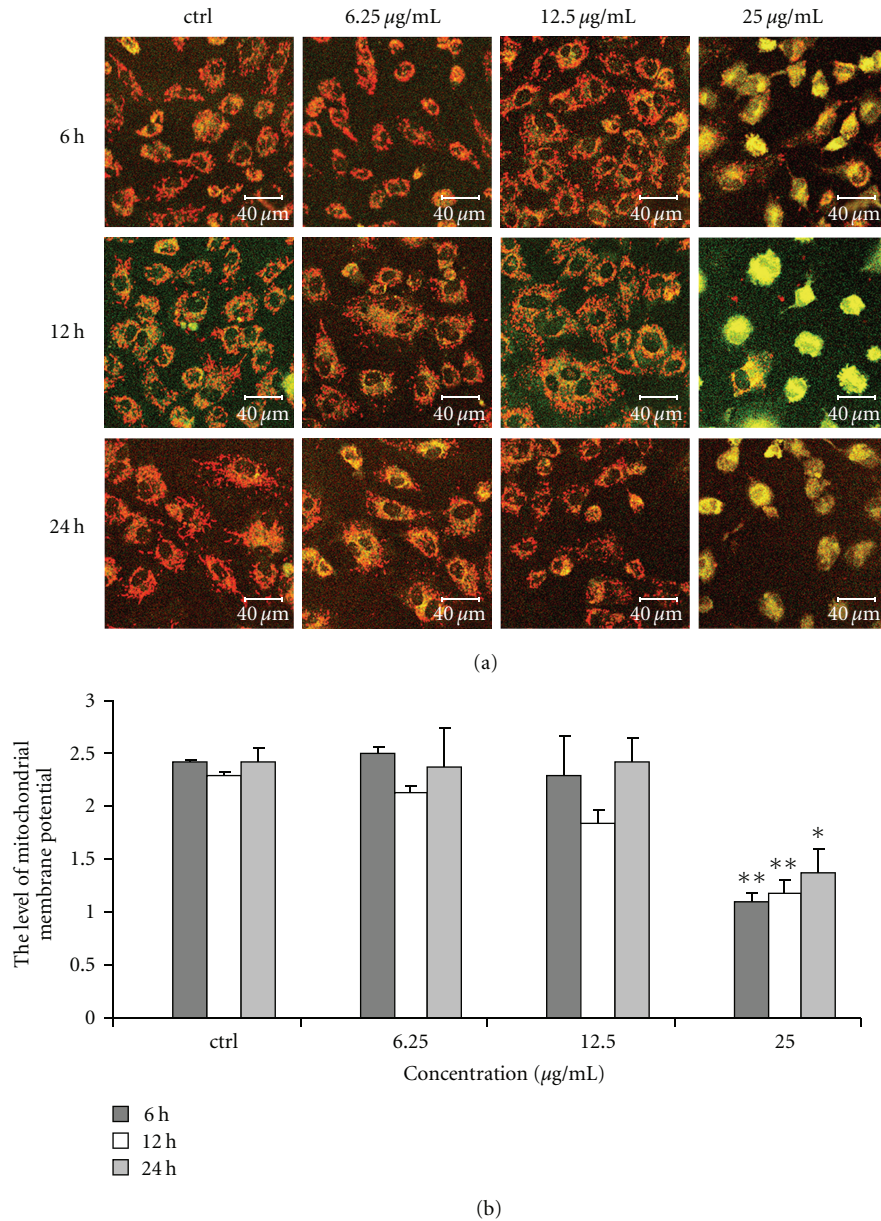 ctrl 6.25 μg/mL 12.5 μg/mL 25 μg/mL
6 h
40 μm 40 μm 40 μm 40 μm
12 h
40 μm 40 μm 40 μm 40 μm
24 h
40 μm 40 μm 40 μm 40 μm
(a)
The level of mitochondrial
membrane potential
3
2.5
2
1.5
1
0.5
0
** ** *
ctrl 6.25 12.5 25
Concentration (μg/mL)
6 h
12 h
24 h
(b)